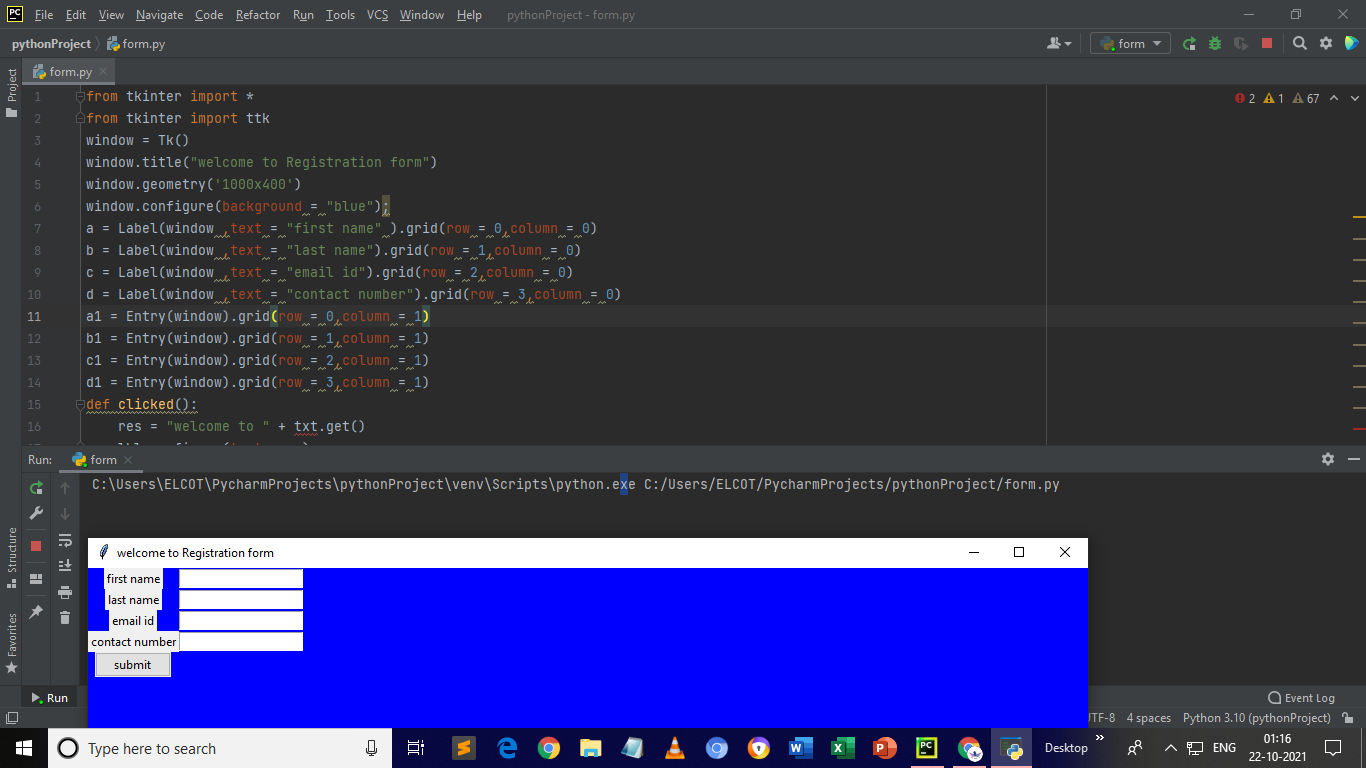 PC File Edit View Navigate Code Refactor Run Tools VCS Window Help pythonProject - form.py
pythonProject form.py form
form.py
Project
2 1 67
1 from tkinter import *
2 from tkinter import ttk
3 window = Tk()
4 window.title("welcome to Registration form")
5 window.geometry('1000x400')
6 window.configure(background = "blue");
7 a = Label(window ,text = "first name" ).grid(row = 0,column = 0)
8 b = Label(window ,text = "last name").grid(row = 1,column = 0)
9 c = Label(window ,text = "email id").grid(row = 2,column = 0)
10 d = Label(window ,text = "contact number").grid(row = 3,column = 0)
11 a1 = Entry(window).grid(row = 0,column = 1)
12 b1 = Entry(window).grid(row = 1,column = 1)
13 c1 = Entry(window).grid(row = 2,column = 1)
14 d1 = Entry(window).grid(row = 3,column = 1)
15 def clicked():
16 res = "welcome to " + txt.get()
Run: form
C:\Users\ELCOT\PycharmProjects\pythonProject\venv\Scripts\python.exe C:/Users/ELCOT/PycharmProjects/pythonProject/form.py
Structure
Favorites
welcome to Registration form
first name
last name
email id
contact number
submit
Run Event Log
UTF-8 4 spaces Python 3.10 (pythonProject)
Type here to search Desktop ENG 01:16
22-10-2021